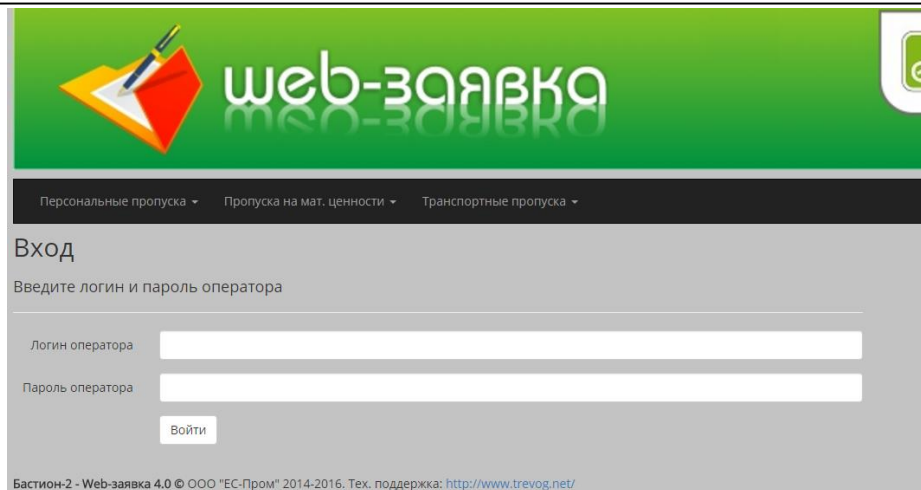 web-заявка
Персональные пропуска Пропуска на мат. ценности Транспортные пропуска
Вход
Введите логин и пароль оператора
Логин оператора
Пароль оператора
Войти
Бастион-2 - Web-заявка 4.0 © ООО "ЕС-Пром" 2014-2016. Тех. поддержка: http://www.trevog.net/